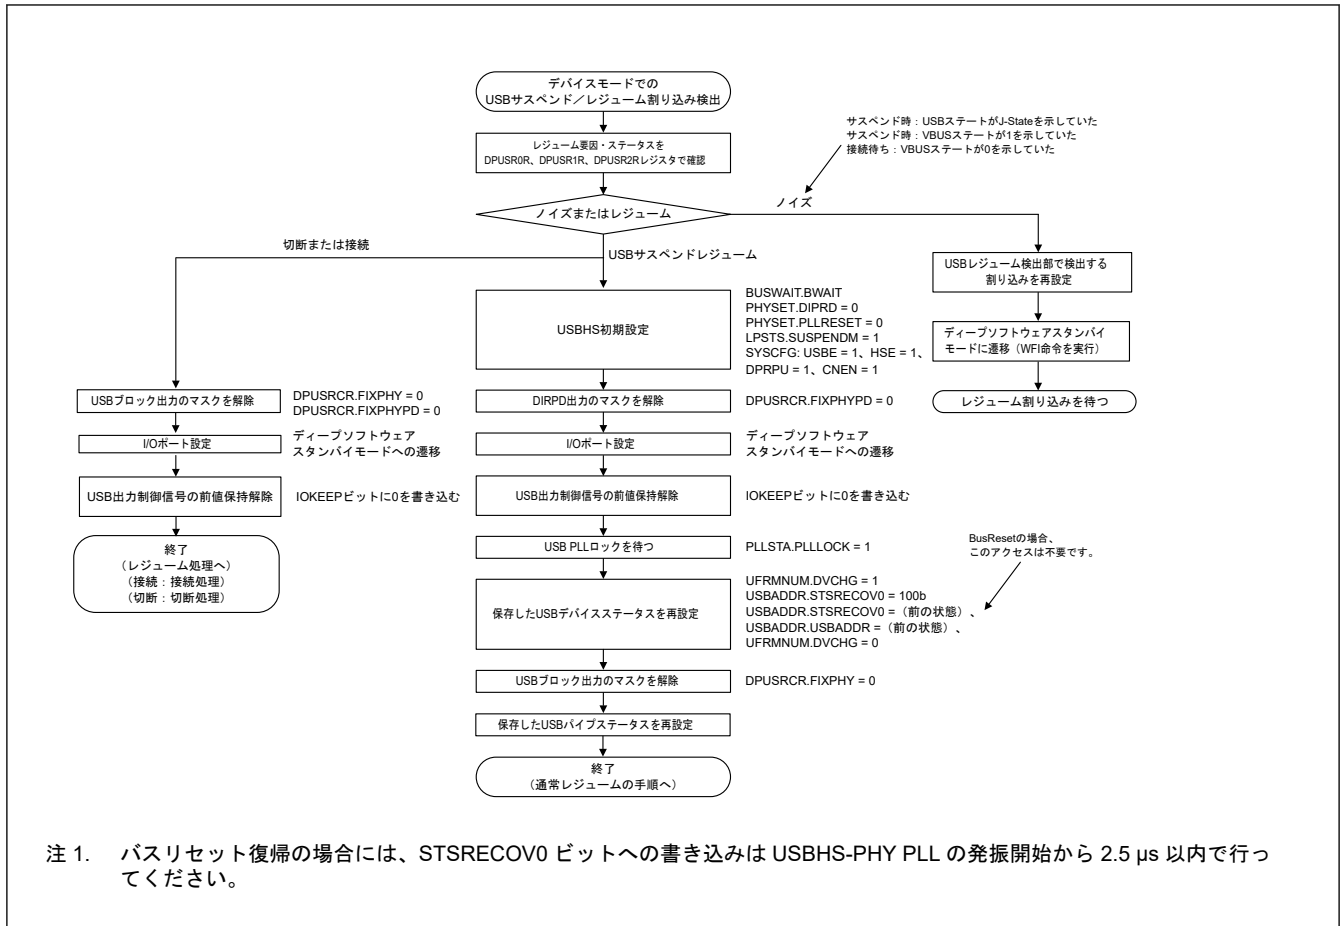 デバイスモードでの
USBサスペンド／レジューム割り込み検出
レジューム要因・ステータスを
DPUSR0R、DPUSR1R、DPUSR2Rレジスタで確認
サスペンド時：USBステートがJ-Stateを示していた
サスペンド時：VBUSステートが1を示していた
接続待ち：VBUSステートが0を示していた
ノイズまたはレジューム
ノイズ
切断または接続
USBサスペンドレジューム
USBレジューム検出部で検出する
割り込みを再設定
ディープソフトウェアスタンバイ
モードに遷移（WFI命令を実行）
レジューム割り込みを待つ
USBHS初期設定
BUSWAIT.BWAIT
PHYSET.DIPRD = 0
PHYSET.PLLRESET = 0
LPSTS.SUSPENDM = 1
SYSCFG: USBE = 1、HSE = 1、
DPRPU = 1、CNEN = 1
USBブロック出力のマスクを解除
DPUSRCR.FIXPHY = 0
DPUSRCR.FIXPHYPD = 0
I/Oポート設定
ディープソフトウェア
スタンバイモードへの遷移
USB出力制御信号の前値保持解除
IOKEEPビットに0を書き込む
終了
（レジューム処理へ）
（接続：接続処理）
（切断：切断処理）
DIRPD出力のマスクを解除
DPUSRCR.FIXPHYPD = 0
I/Oポート設定
ディープソフトウェア
スタンバイモードへの遷移
USB出力制御信号の前値保持解除
IOKEEPビットに0を書き込む
USB PLLロックを待つ
PLLSTA.PLLLOCK = 1
BusResetの場合、
このアクセスは不要です。
保存したUSBデバイスステータスを再設定
UFRMNUM.DVCHG = 1
USBADDR.STSRECOV0 = 100b
USBADDR.STSRECOV0 =（前の状態）、
USBADDR.USBADDR =（前の状態）、
UFRMNUM.DVCHG = 0
USBブロック出力のマスクを解除
DPUSRCR.FIXPHY = 0
保存したUSBパイプステータスを再設定
終了
（通常レジュームの手順へ）
注 1. バスリセット復帰の場合には、STSRECOV0 ビットへの書き込みは USBHS-PHY PLL の発振開始から 2.5 µs 以内で行っ
てください。